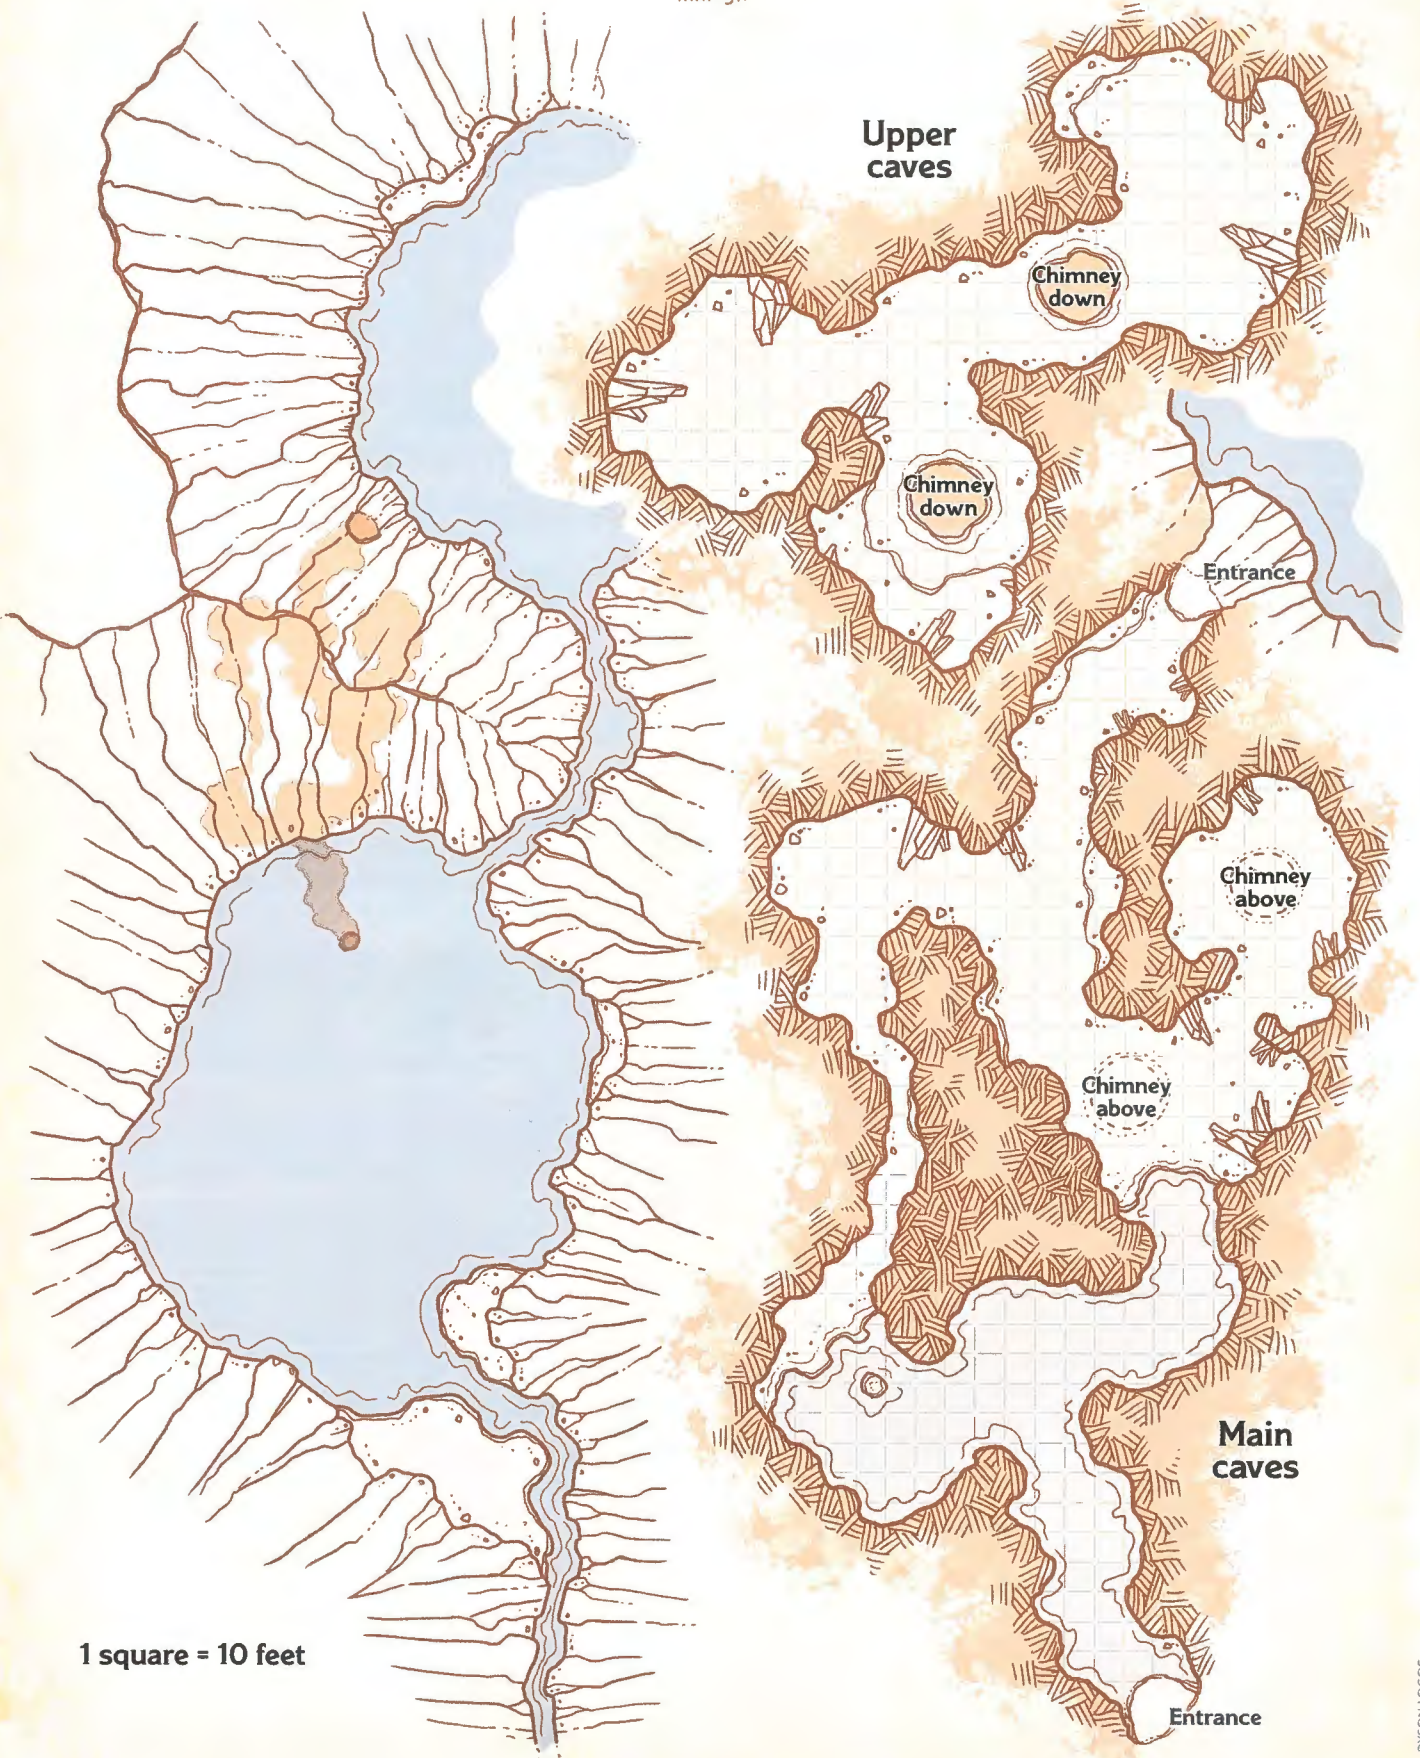 Upper
caves
Chimney
down
Chimney
down
Entrance
Chimney
above
Chimney
above
Main
caves
1 square = 10 feet
Entrance